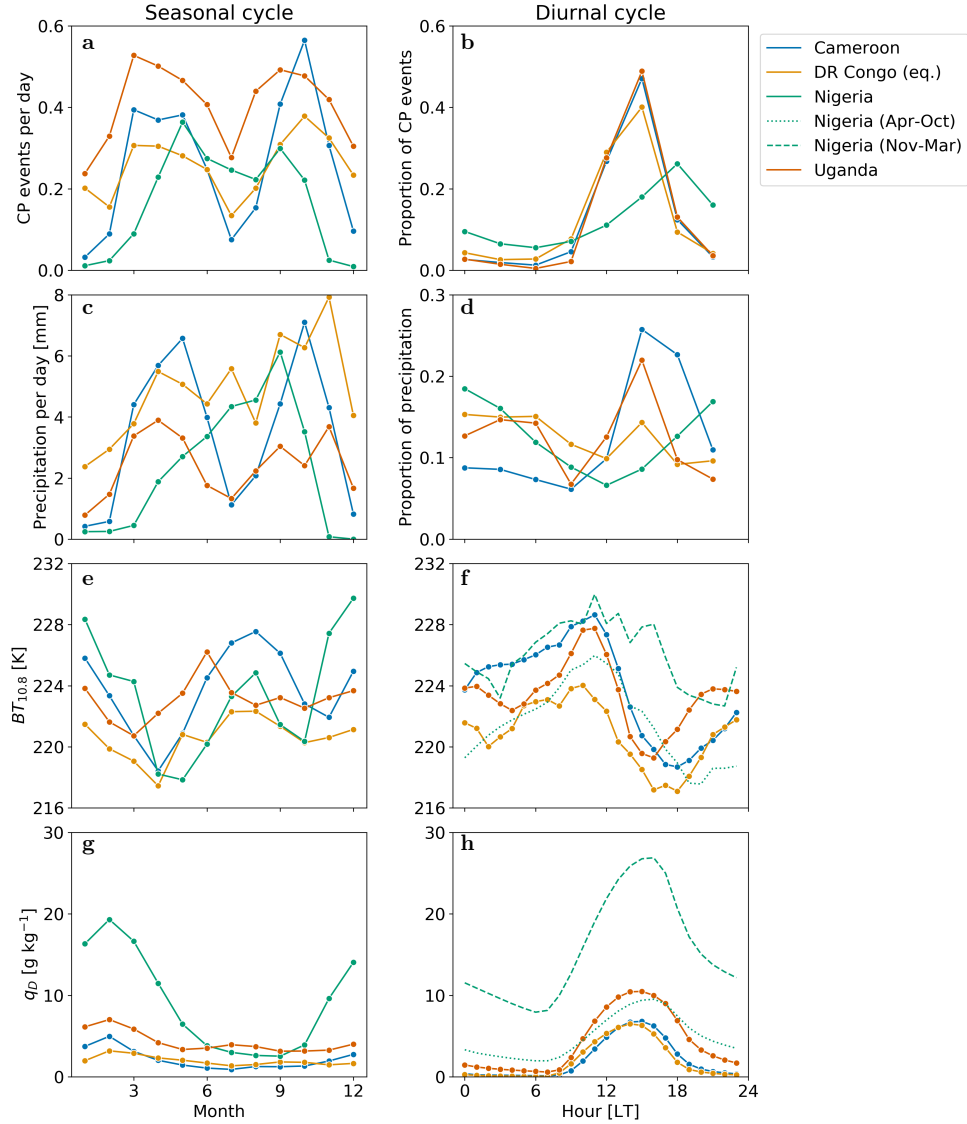 Seasonal cycle
Diurnal cycle
a
CP events per day
0.6
0.4
0.2
0.0
b
Proportion of CP events
0.6
0.4
0.2
0.0
Cameroon
DR Congo (eq.)
Nigeria
Nigeria (Apr-Oct)
Nigeria (Nov-Mar)
Uganda
c
Precipitation per day [mm]
8
6
4
2
0
d
Proportion of precipitation
0.3
0.2
0.1
0.0
e
BT10.8 [K]
232
228
224
220
216
f
232
228
224
220
216
g
qD [g kg−1]
30
20
10
0
3 6 9 12
Month
h
30
20
10
0
0 6 12 18 24
Hour [LT]